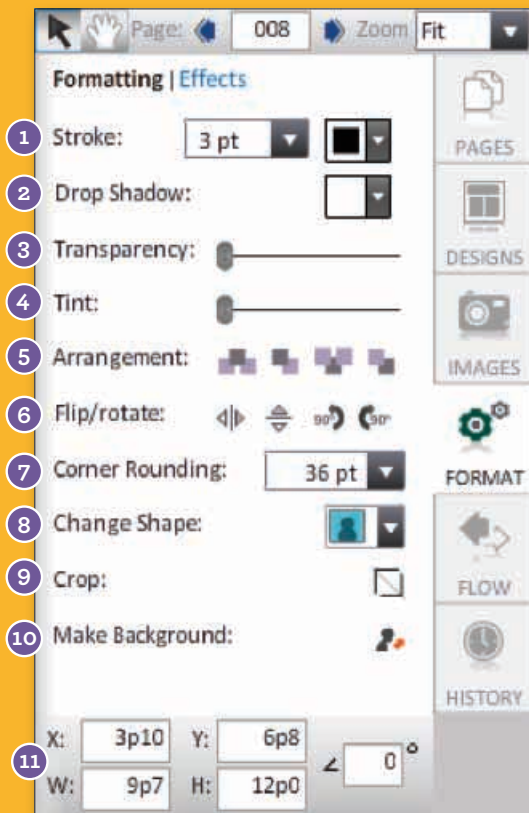 Page: 008 Zoom Fit
Formatting | Effects
1 Stroke: 3 pt
2 Drop Shadow:
3 Transparency:
4 Tint:
5 Arrangement:
6 Flip/rotate: 90° 90°
7 Corner Rounding: 36 pt
8 Change Shape:
9 Crop:
10 Make Background:
PAGES
DESIGNS
IMAGES
FORMAT
FLOW
HISTORY
11 X: 3p10 Y: 6p8 0°
W: 9p7 H: 12p0